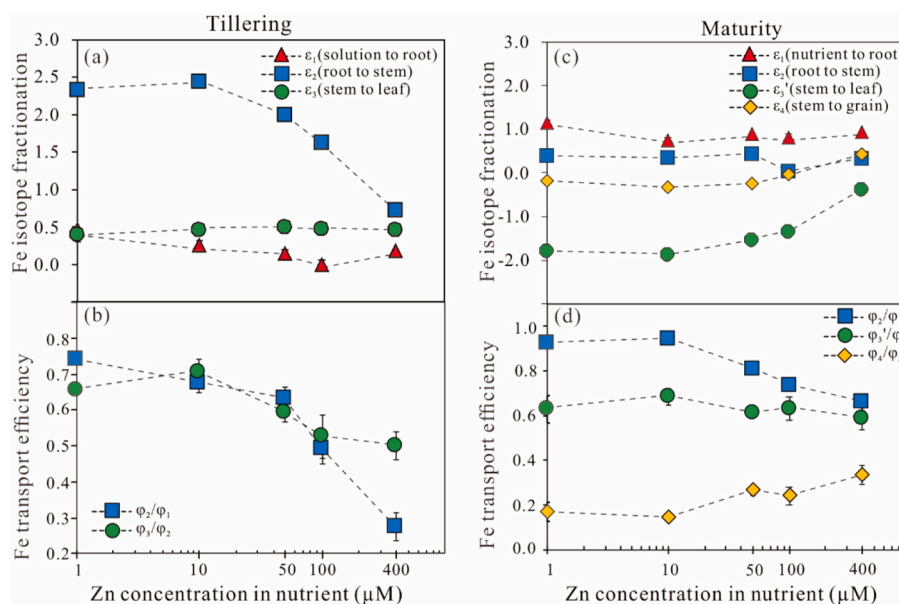 Tillering
Maturity
(a)
ε₁(solution to root)
ε₂(root to stem)
ε₃(stem to leaf)
3.0
2.5
2.0
1.5
1.0
0.5
0.0
Fe isotope fractionation
(c)
ε₁(nutrient to root)
ε₂(root to stem)
ε₃'(stem to leaf)
ε₄(stem to grain)
3.0
2.0
1.0
0.0
-1.0
-2.0
Fe isotope fractionation
(b)
0.8
0.7
0.6
0.5
0.4
0.3
0.2
Fe transport efficiency
φ₂/φ₁
φ₃/φ₂
1 10 50 100 400
Zn concentration in nutrient (μM)
(d)
φ₂/φ
φ₃'/φ
φ₄/φ
1.0
0.8
0.6
0.4
0.2
0.0
Fe transport efficiency
1 10 50 100 400
Zn concentration in nutrient (μM)